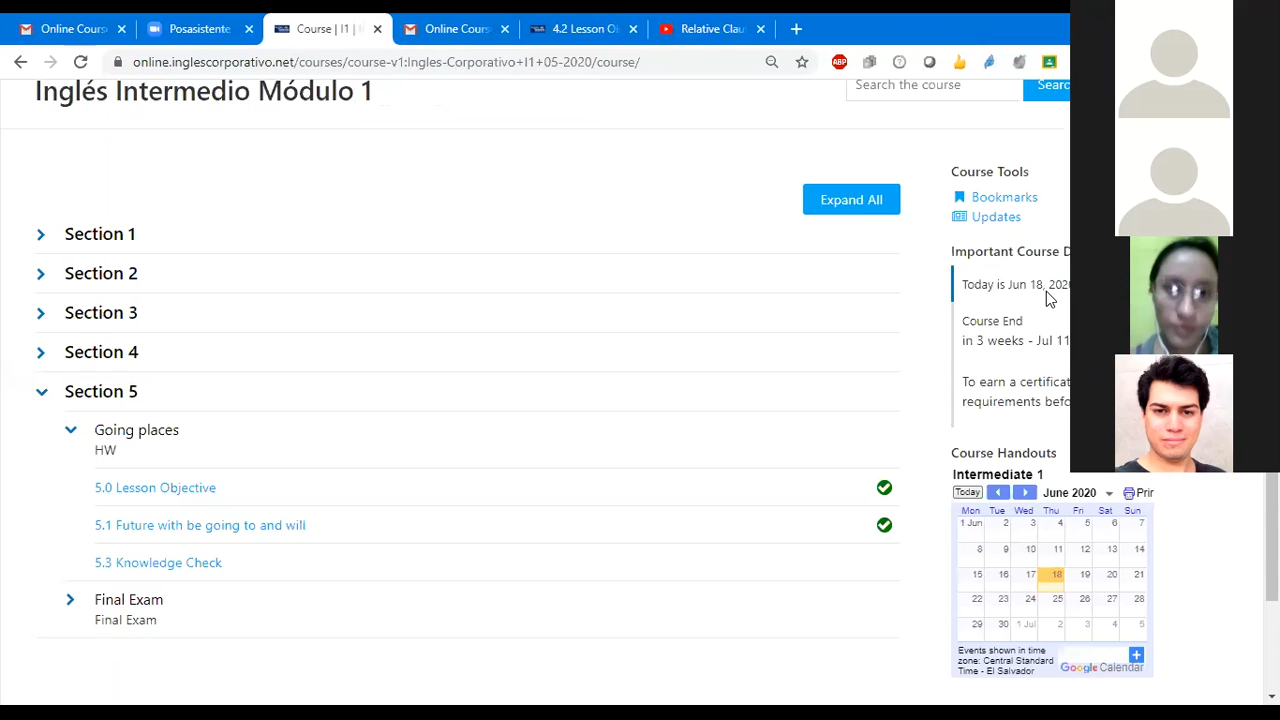 Online Cours
Posasistente
Course | I1 |
Online Cours
4.2 Lesson O
Relative Clau
online.inglescorporativo.net/courses/course-v1:Ingles-Corporativo+I1+05-2020/course/
ABP
Inglés Intermedio Módulo 1
Search the course
Searc
Expand All
Section 1
Section 2
Section 3
Section 4
Section 5
Going places
HW
5.0 Lesson Objective
5.1 Future with be going to and will
5.3 Knowledge Check
Final Exam
Final Exam
Course Tools
Bookmarks
Updates
Important Course D
Today is Jun 18, 2020
Course End
in 3 weeks - Jul 11
To earn a certificat
requirements befo
Course Handouts
Intermediate 1
Today June 2020 Prir
Mon Tue Wed Thu Fri Sat Sun
1 Jun 2 3 4 5 6 7
8 9 10 11 12 13 14
15 16 17 18 19 20 21
22 23 24 25 26 27 28
29 30 1 Jul 2 3 4 5
Events shown in time
zone: Central Standard
Time - El Salvador
Google Calendar